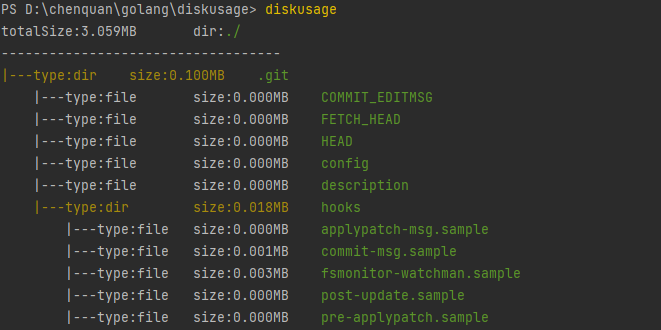 PS D:\chenquan\golang\diskusage> diskusage
totalSize:3.059MB       dir:./
-----------------------------------
|---type:dir    size:0.100MB    .git
    |---type:file       size:0.000MB    COMMIT_EDITMSG
    |---type:file       size:0.000MB    FETCH_HEAD
    |---type:file       size:0.000MB    HEAD
    |---type:file       size:0.000MB    config
    |---type:file       size:0.000MB    description
    |---type:dir        size:0.018MB    hooks
        |---type:file   size:0.000MB    applypatch-msg.sample
        |---type:file   size:0.001MB    commit-msg.sample
        |---type:file   size:0.003MB    fsmonitor-watchman.sample
        |---type:file   size:0.000MB    post-update.sample
        |---type:file   size:0.000MB    pre-applypatch.sample